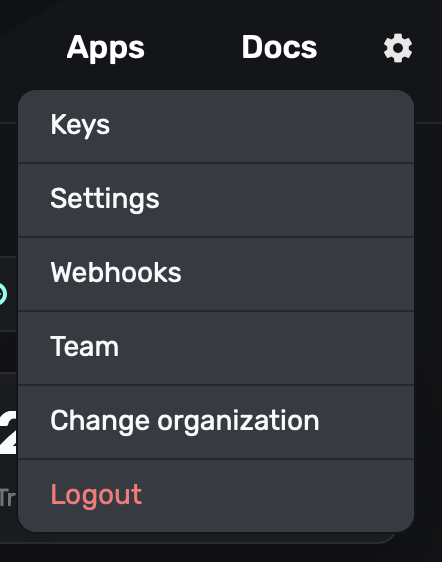 Apps Docs
Keys
Settings
Webhooks
Team
Change organization
Logout